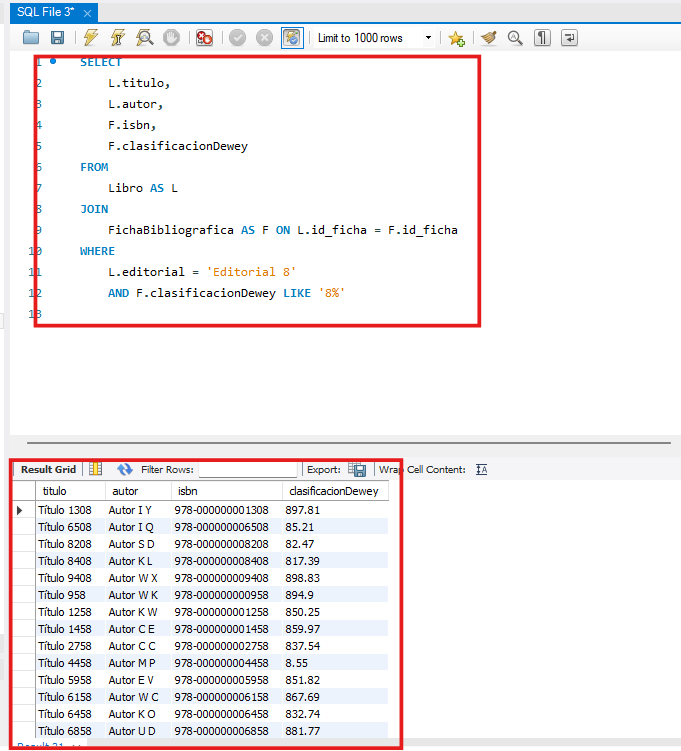 SQL File 3*
Limit to 1000 rows
1 SELECT
2 L.titulo,
3 L.autor,
4 F.isbn,
5 F.clasificacionDewey
6 FROM
7 Libro AS L
8 JOIN
9 FichaBibliografica AS F ON L.id_ficha = F.id_ficha
10 WHERE
11 L.editorial = 'Editorial 8'
12 AND F.clasificacionDewey LIKE '8%'
13
Result Grid Filter Rows: Export: Wrap Cell Content:
titulo autor isbn clasificacionDewey
Título 1308 Autor I Y 978-000000001308 897.81
Título 6508 Autor I Q 978-000000006508 85.21
Título 8208 Autor S D 978-000000008208 82.47
Título 8408 Autor K L 978-000000008408 817.39
Título 9408 Autor W X 978-000000009408 898.83
Título 958 Autor W K 978-000000000958 894.9
Título 1258 Autor K W 978-000000001258 850.25
Título 1458 Autor C E 978-000000001458 859.97
Título 2758 Autor C C 978-000000002758 837.54
Título 4458 Autor M P 978-000000004458 8.55
Título 5958 Autor E V 978-000000005958 851.82
Título 6158 Autor W C 978-000000006158 867.69
Título 6458 Autor K O 978-000000006458 832.74
Título 6858 Autor U D 978-000000006858 881.77